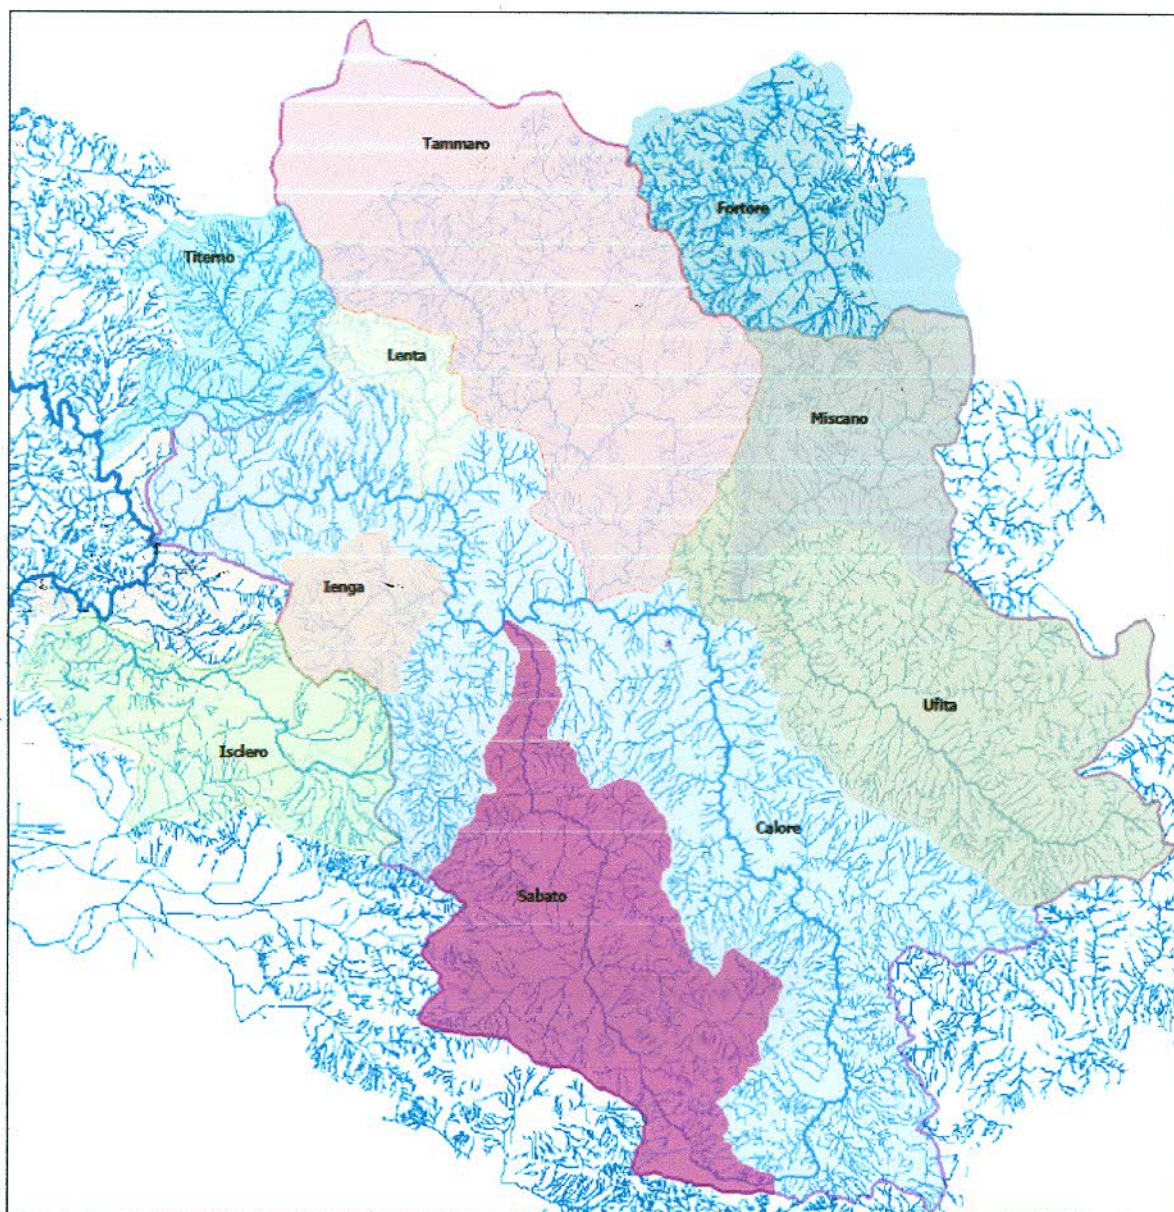 Tammaro
Fortore
Titerno
Lenta
Miscano
Ienga
Ufita
Isclero
Calore
Sabato